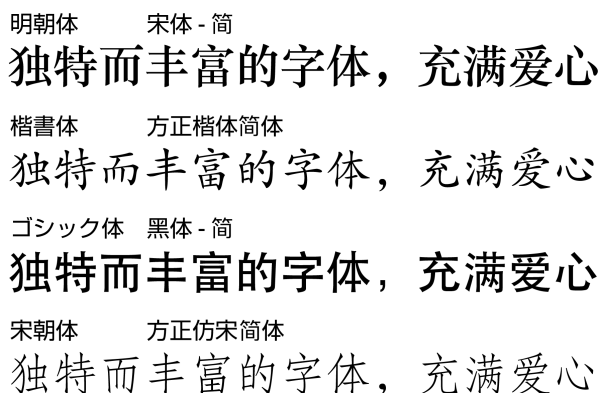 明朝体 宋体 - 简
独特而丰富的字体，充满爱心
楷書体 方正楷体简体
独特而丰富的字体，充满爱心
ゴシック体 黑体 - 简
独特而丰富的字体，充满爱心
宋朝体 方正仿宋简体
独特而丰富的字体，充满爱心